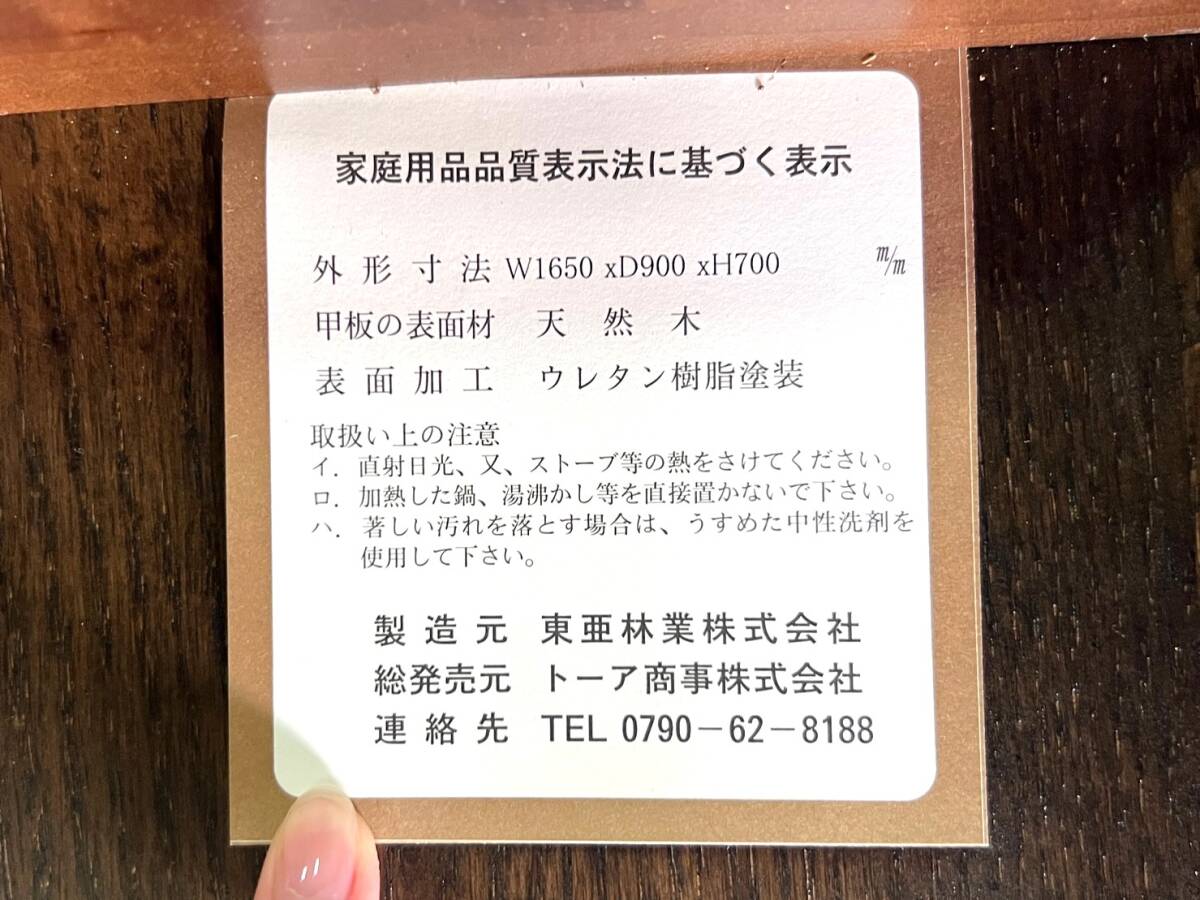 家庭用品品質表示法に基づく表示
外形寸法 W1650 xD900 xH700 m/m
甲板の表面材 天然木
表面加工 ウレタン樹脂塗装
取扱い上の注意
イ. 直射日光、又、ストーブ等の熱をさけてください。
ロ. 加熱した鍋、湯沸かし等を直接置かないで下さい。
ハ. 著しい汚れを落とす場合は、うすめた中性洗剤を
使用して下さい。
製造元 東亜林業株式会社
総発売元 トーア商事株式会社
連絡先 TEL 0790-62-8188